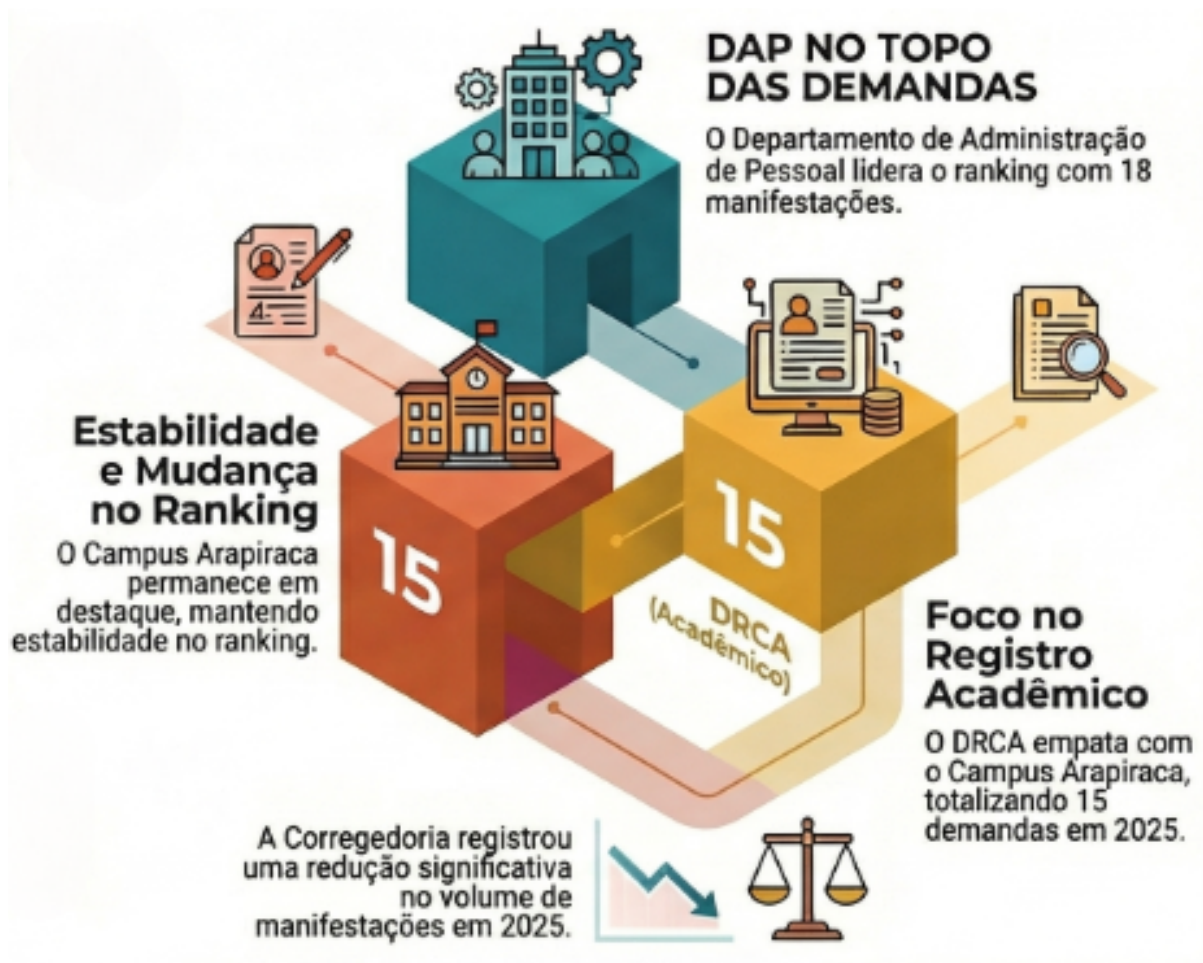 DAP NO TOPO
DAS DEMANDAS
O Departamento de Administração
de Pessoal lidera o ranking com 18
manifestações.
Estabilidade
e Mudança
no Ranking
O Campus Arapiraca
permanece em
destaque, mantendo
estabilidade no ranking.
15
15
DRCA
(Acadêmico)
Foco no
Registro
Acadêmico
O DRCA empata com
o Campus Arapiraca,
totalizando 15
demandas em 2025.
A Corregedoria registrou
uma redução significativa
no volume de
manifestações em 2025.